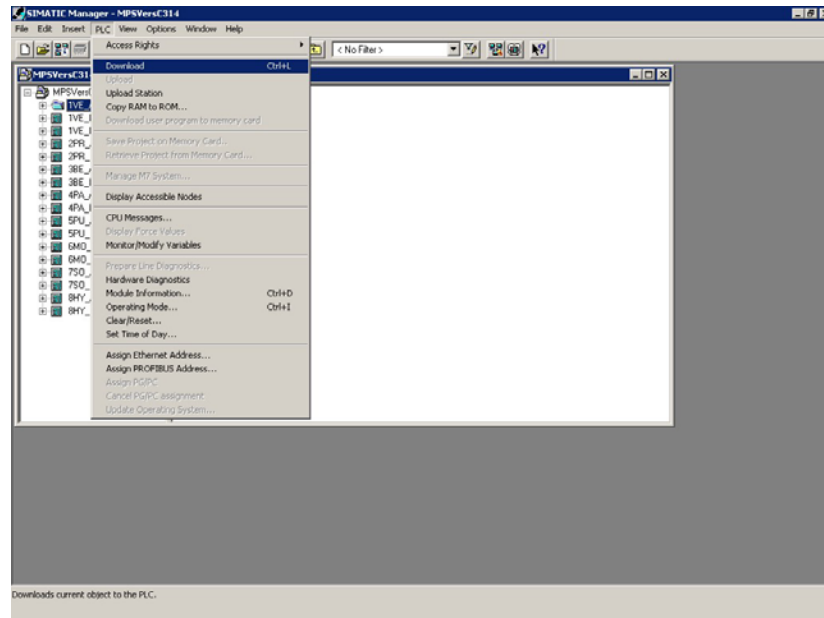 SIMATIC Manager - MPSVersC314
File Edit Insert PLC View Options Window Help
< No Filter >
Access Rights
Download Ctrl+L
Upload
Upload Station
Copy RAM to ROM...
Download user program to memory card
Save Project on Memory Card..
Retrieve Project from Memory Card...
Manage M7 System...
Display Accessible Nodes
CPU Messages...
Display Force Values
Monitor/Modify Variables
Prepare Line Diagnostics...
Hardware Diagnostics
Module Information... Ctrl+D
Operating Mode... Ctrl+I
Clear/Reset...
Set Time of Day...
Assign Ethernet Address...
Assign PROFIBUS Address...
Assign PG/PC
Cancel PG/PC assignment
Update Operating System...
MPSVersC31
MPSVers
1VE_
1VE_
1VE_
2PR_
2PR_
3BE_
3BE_
4PA_
4PA_
5PU_
5PU_
6MO_
6MO_
7SO_
7SO_
8HY_
8HY_
Downloads current object to the PLC.